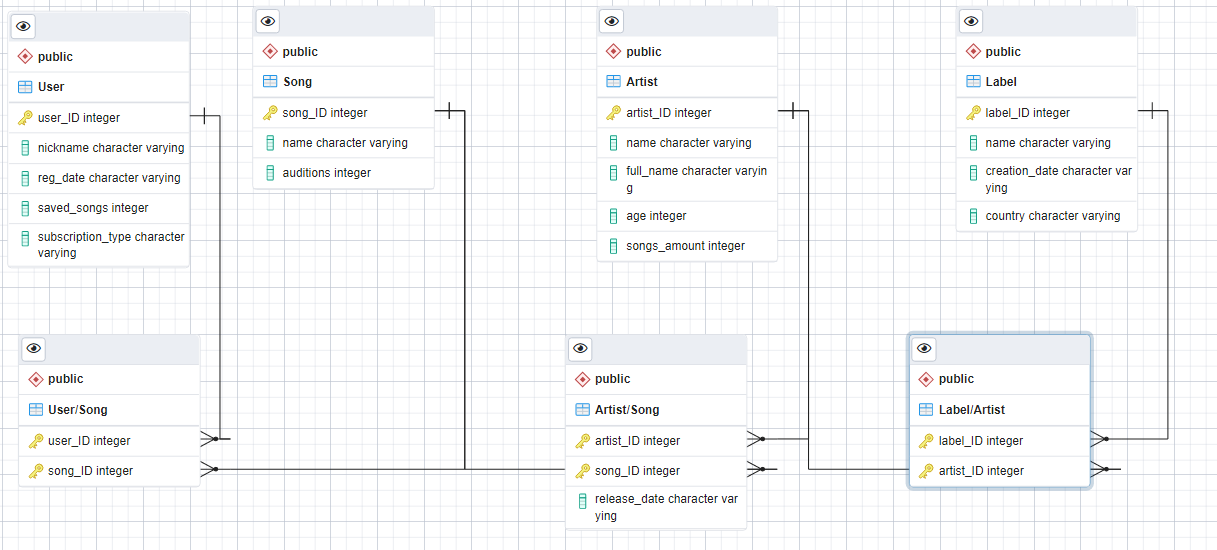 public
User
user_ID integer
nickname character varying
reg_date character varying
saved_songs integer
subscription_type character
varying
public
Song
song_ID integer
name character varying
auditions integer
public
Artist
artist_ID integer
name character varying
full_name character varyin
g
age integer
songs_amount integer
public
Label
label_ID integer
name character varying
creation_date character var
ying
country character varying
public
User/Song
user_ID integer
song_ID integer
public
Artist/Song
artist_ID integer
song_ID integer
release_date character var
ying
public
Label/Artist
label_ID integer
artist_ID integer